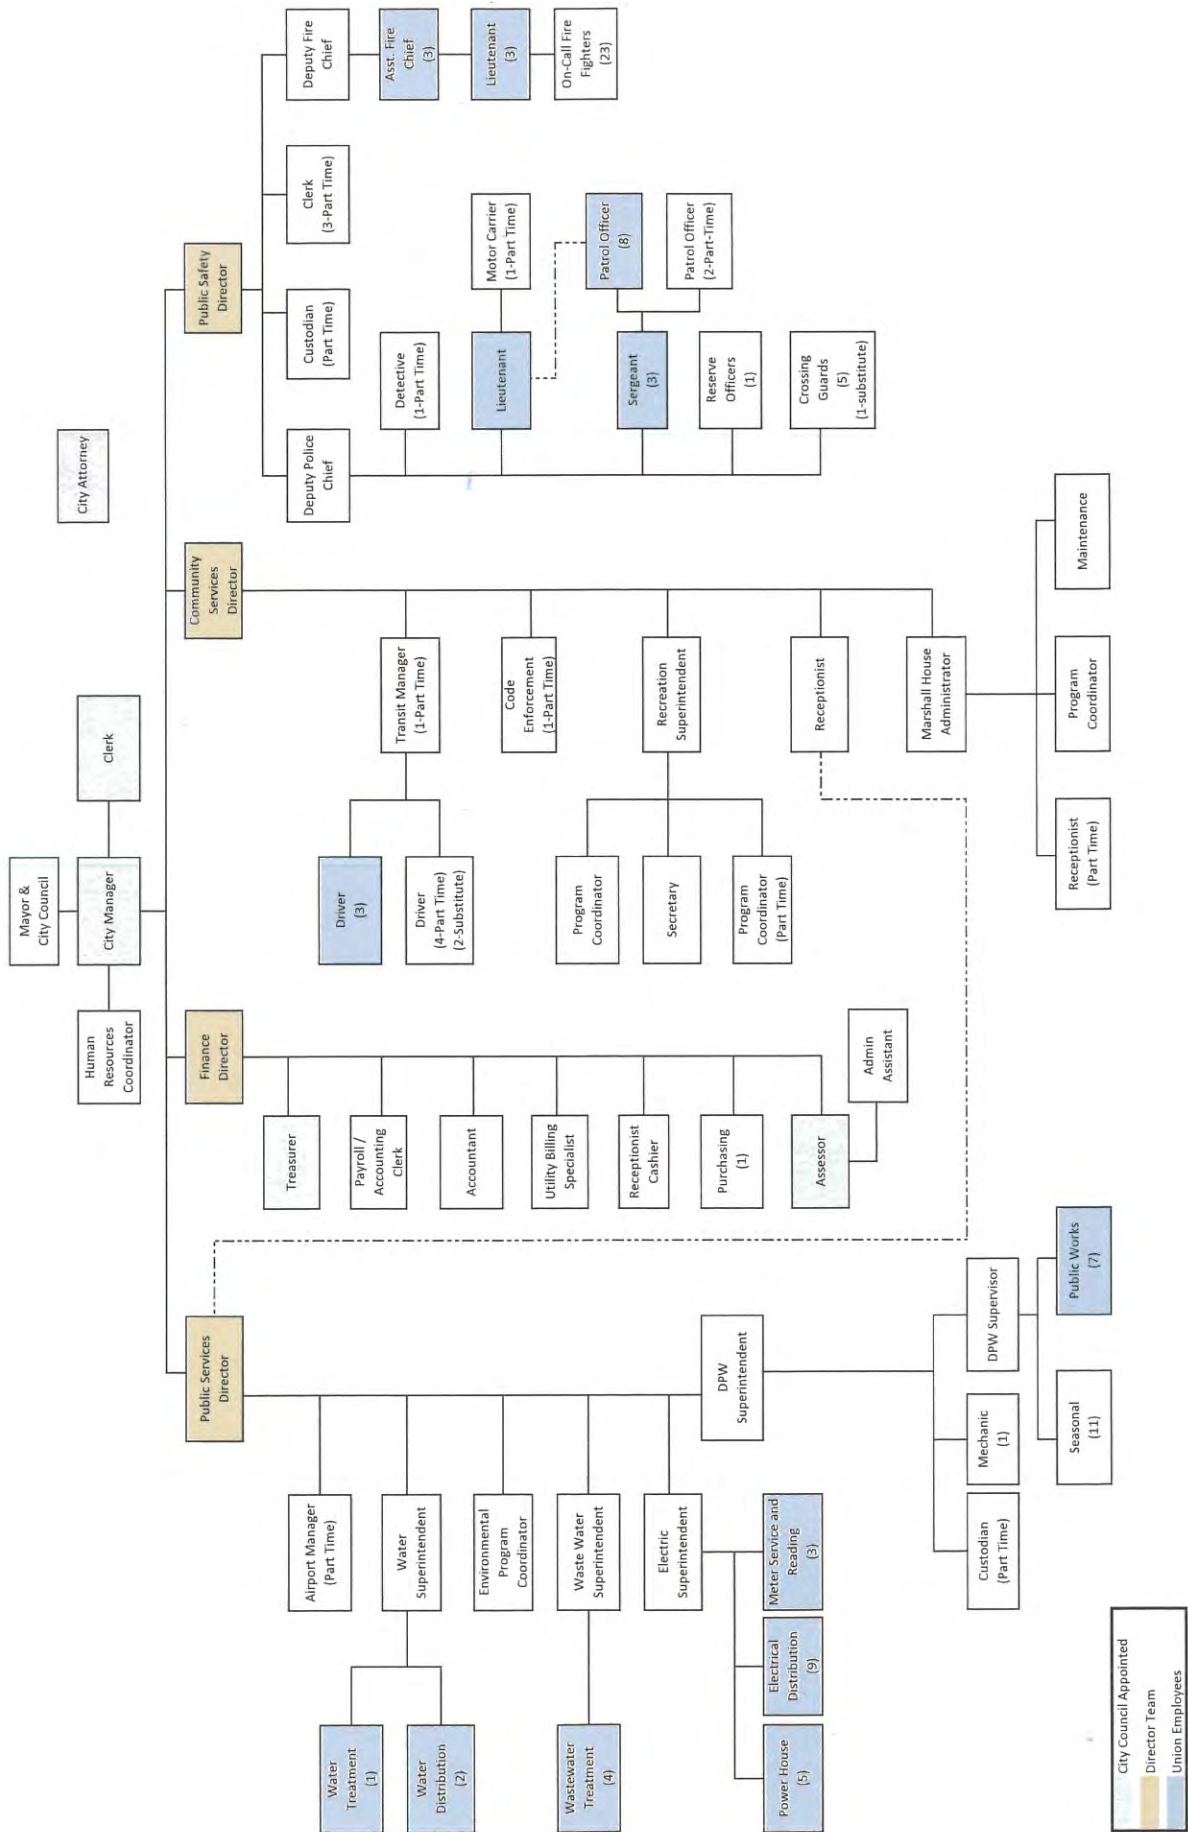 Mayor &
City Council
Human
Resources
Coordinator
City Manager
Clerk
City Attorney
Public Services
Director
Finance
Director
Community
Services
Director
Public Safety
Director
Airport Manager
(Part Time)
Water
Superintendent
Water
Treatment
(1)
Water
Distribution
(2)
Environmental
Program
Coordinator
Waste Water
Superintendent
Wastewater
Treatment
(4)
Electric
Superintendent
Power House
(5)
Electrical
Distribution
(9)
Meter Service and
Reading
(3)
DPW
Superintendent
Custodian
(Part Time)
Mechanic
(1)
DPW Supervisor
Seasonal
(11)
Public Works
(7)
Treasurer
Payroll /
Accounting
Clerk
Accountant
Utility Billing
Specialist
Receptionist
Cashier
Purchasing
(1)
Assessor
Admin
Assistant
Transit Manager
(1-Part Time)
Driver
(3)
Driver
(4-Part Time)
(2-Substitute)
Code
Enforcement
(1-Part Time)
Recreation
Superintendent
Program
Coordinator
Secretary
Program
Coordinator
(Part Time)
Receptionist
Marshall House
Administrator
Receptionist
(Part Time)
Program
Coordinator
Maintenance
Deputy Police
Chief
Custodian
(Part Time)
Clerk
(3-Part Time)
Deputy Fire
Chief
Detective
(1-Part Time)
Lieutenant
Motor Carrier
(1-Part Time)
Sergeant
(3)
Patrol Officer
(8)
Patrol Officer
(2-Part-Time)
Reserve
Officers
(1)
Crossing
Guards
(5)
(1-substitute)
Asst. Fire
Chief
(3)
Lieutenant
(3)
On-Call Fire
Fighters
(23)
City Council Appointed
Director Team
Union Employees